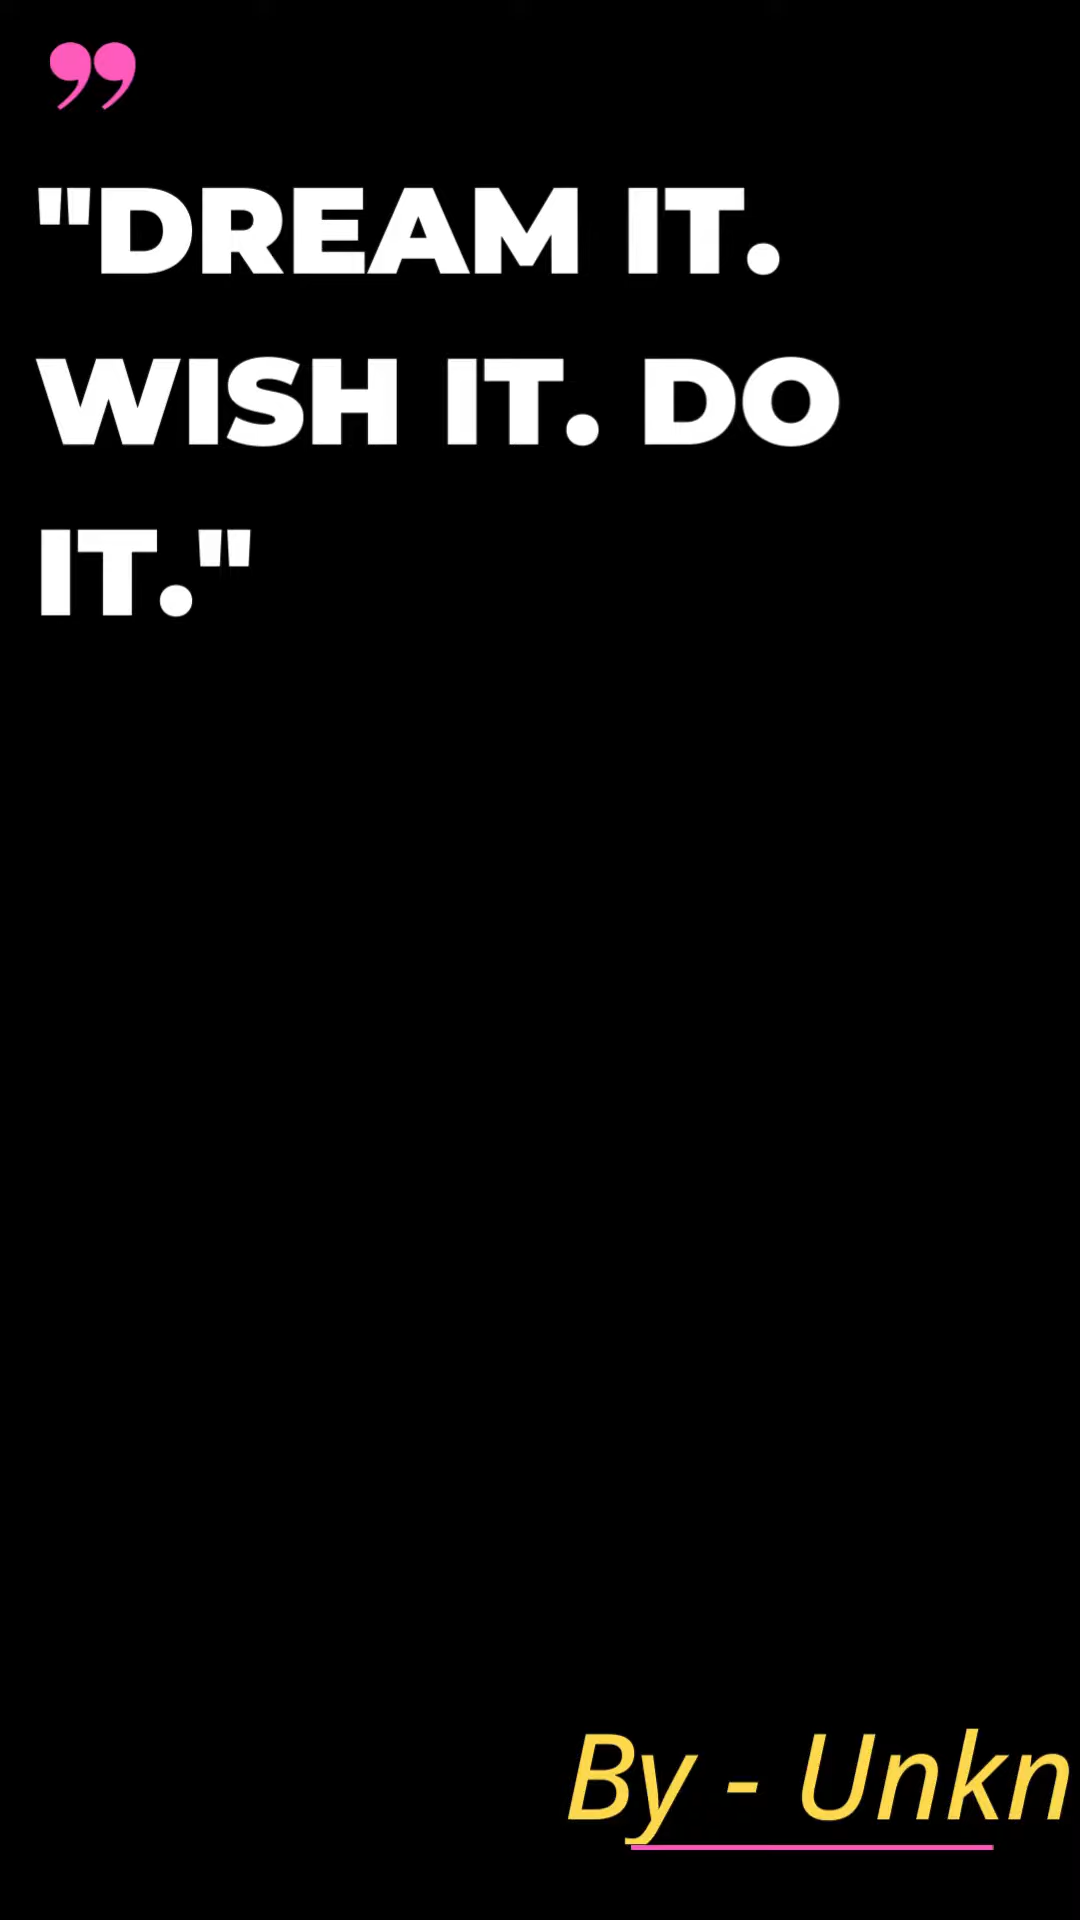 ”
"DREAM IT.
WISH IT. DO
IT."
By - Unkn